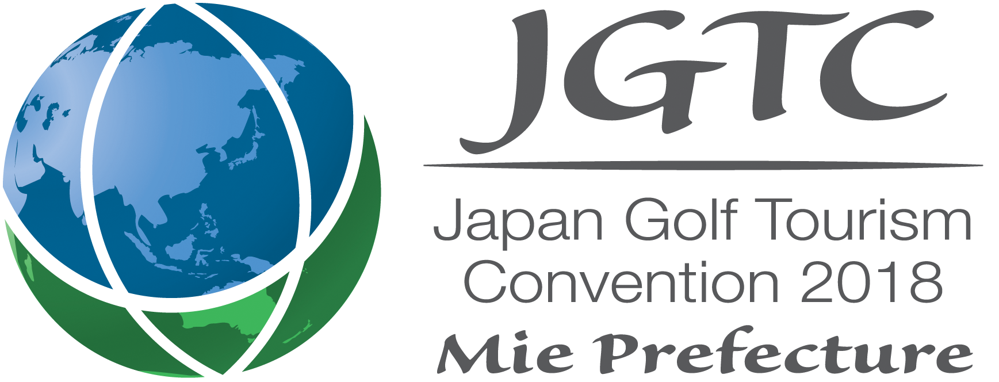 JGTC
Japan Golf Tourism
Convention 2018
Mie Prefecture